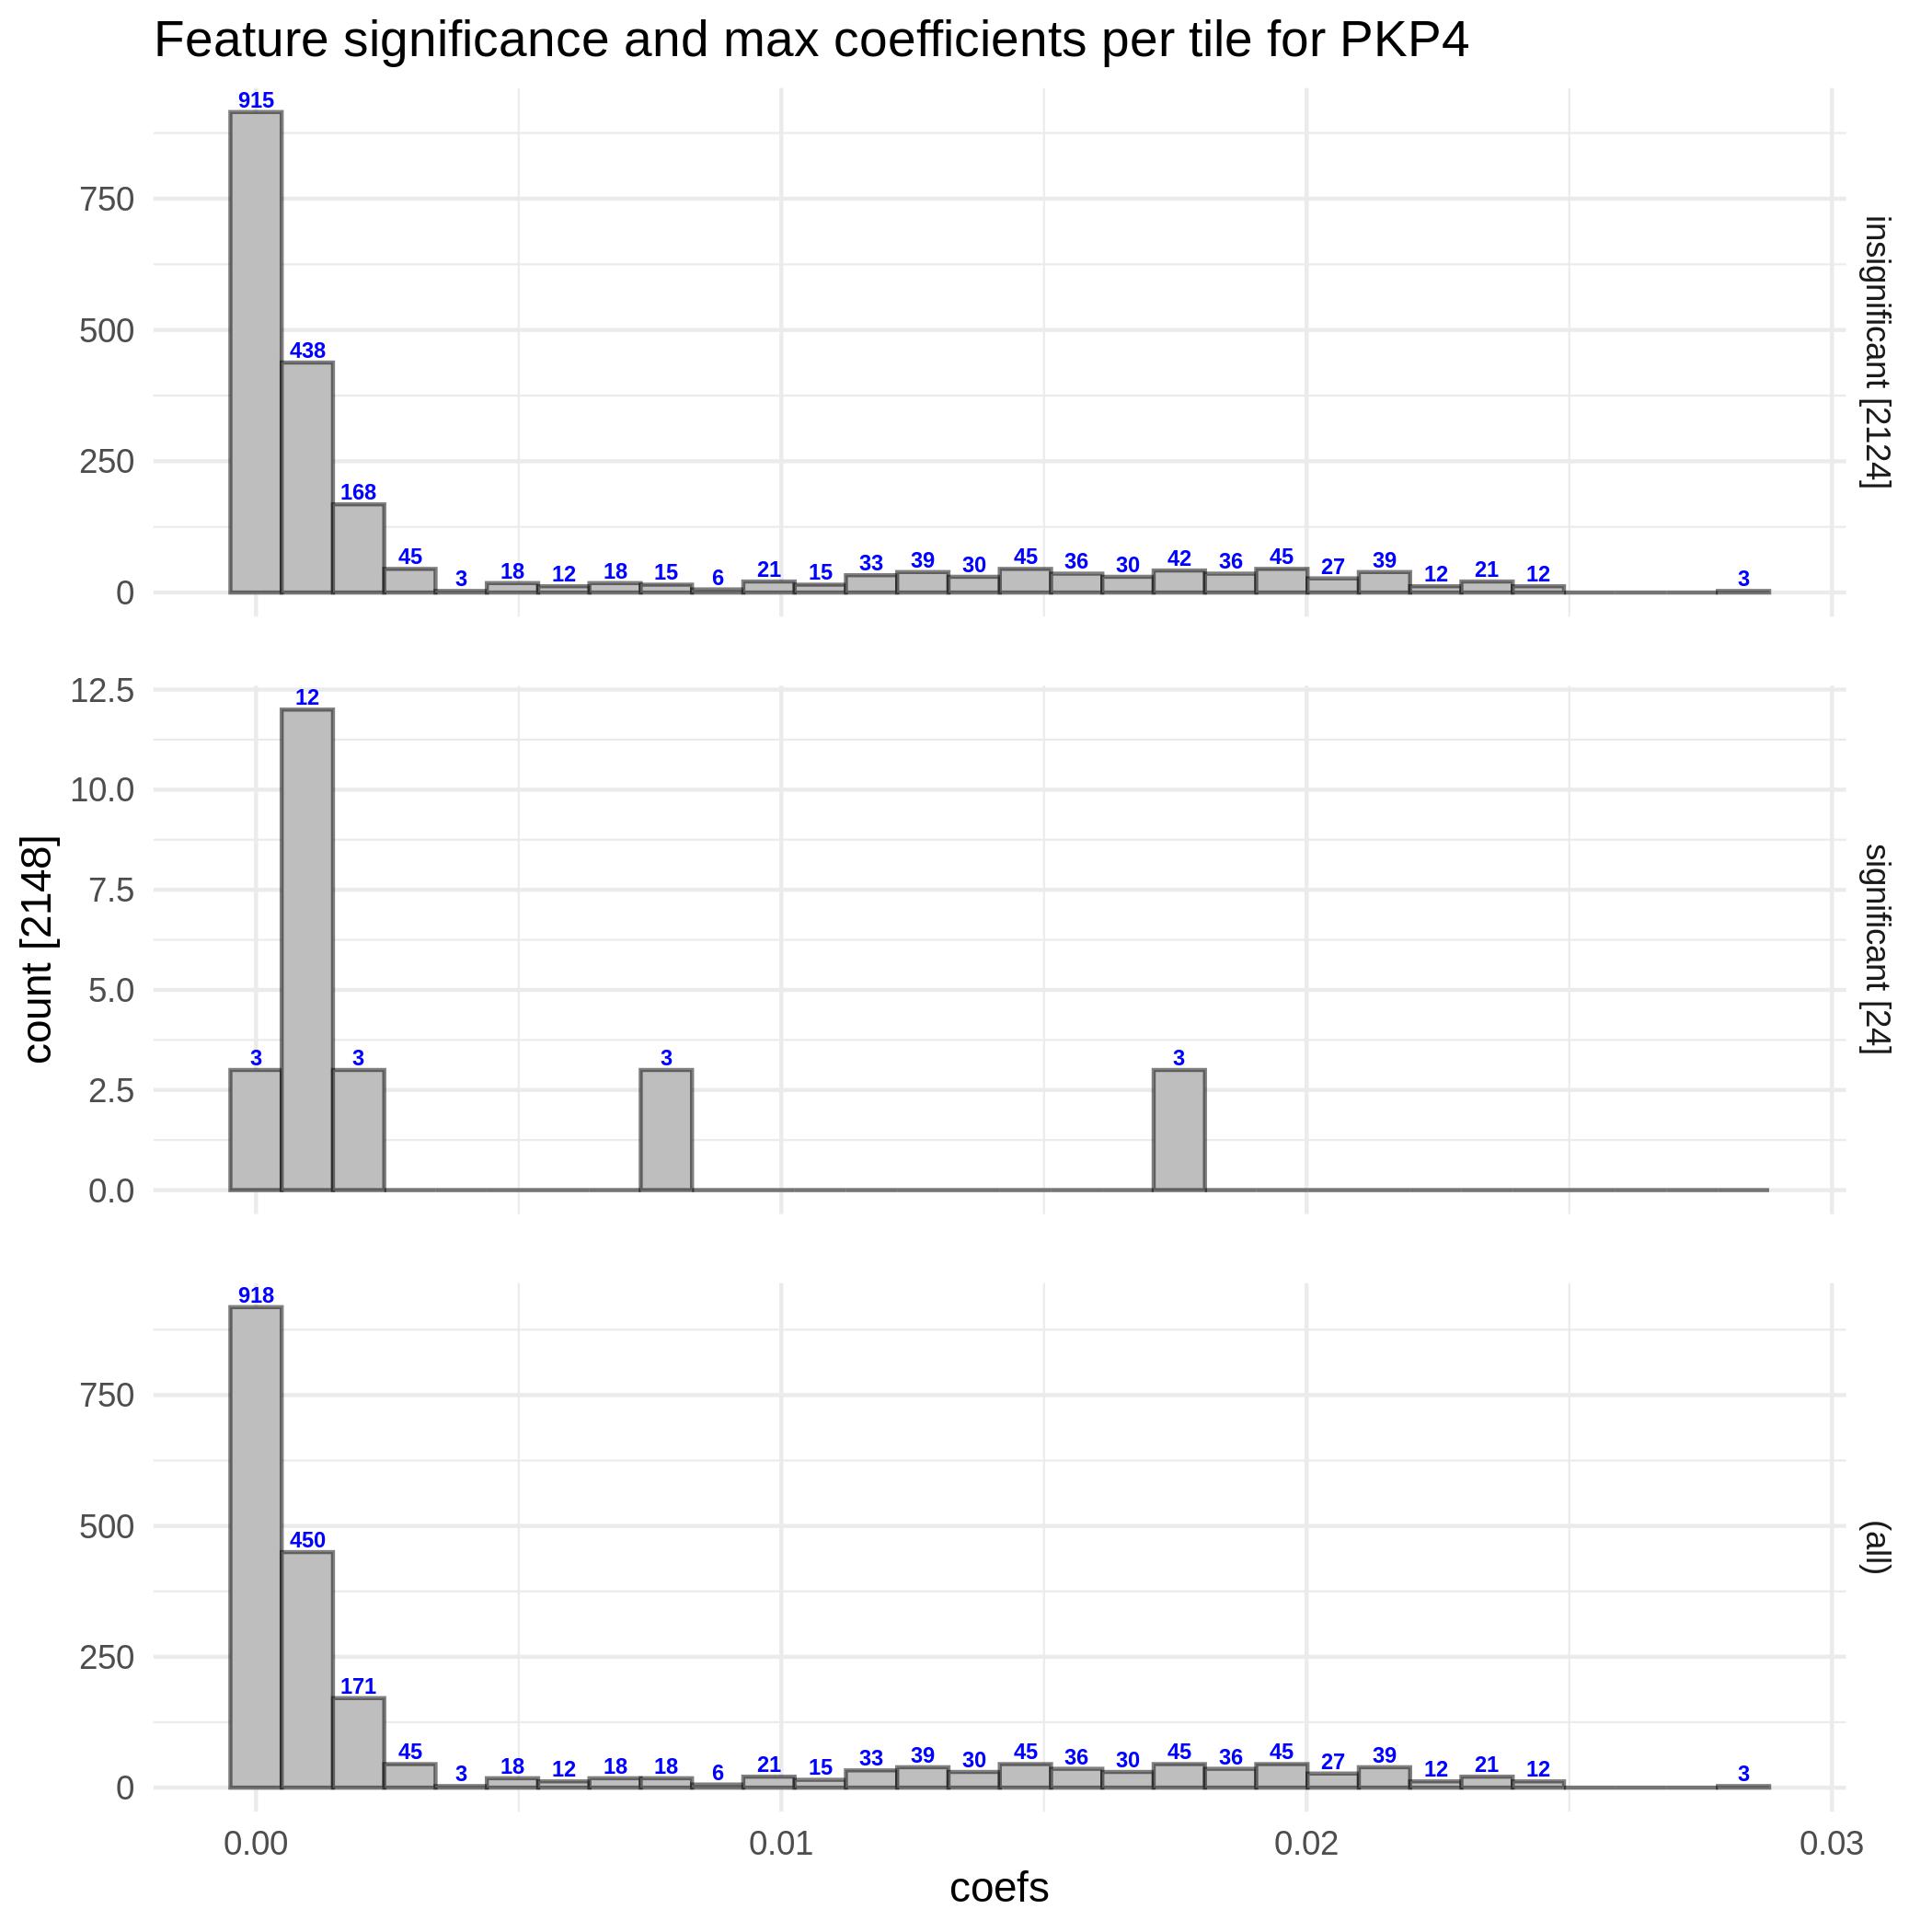 Feature significance and max coefficients per tile for PKP4
915
750
500
438
250
168
45 3 18 12 18 15 6 21 15 33 39 30 45 36 30 42 36 45 27 39 12 21 12 3
0
insignificant [2124]
12.5
12
10.0
7.5
5.0
3 3 3 3
2.5
0.0
significant [24]
count [2148]
918
750
500
450
250
171
45 3 18 12 18 18 6 21 15 33 39 30 45 36 30 45 36 45 27 39 12 21 12 3
0
(all)
0.00 0.01 0.02 0.03
coefs